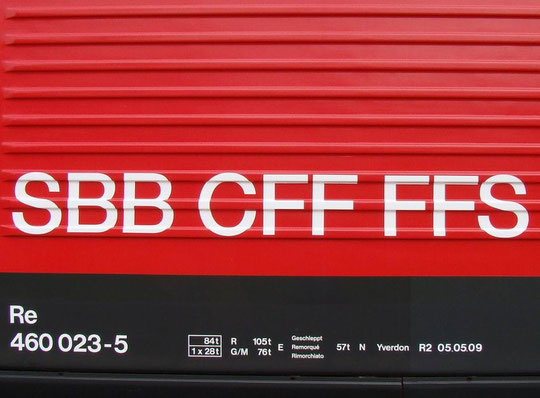 SBB CFF FFS
Re
460 023-5
84t
1 x 28t
R 105t
G/M 76t
E
Geschleppt
Remorqué
Rimorchiato
57t N Yverdon R2 05.05.09